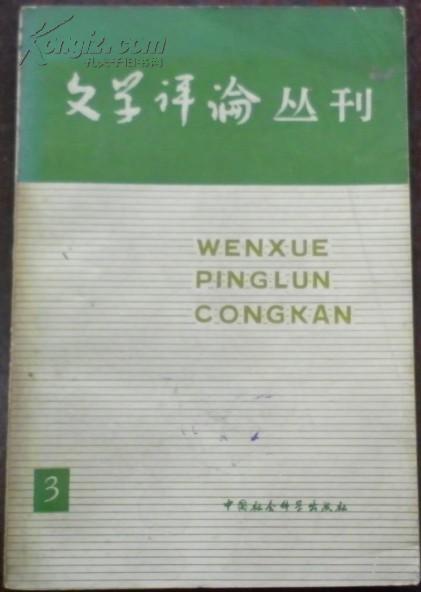 Kongfz.com
孔夫子旧书网
文学评论丛刊
WENXUE
PINGLUN
CONGKAN
3
中国社会科学出版社